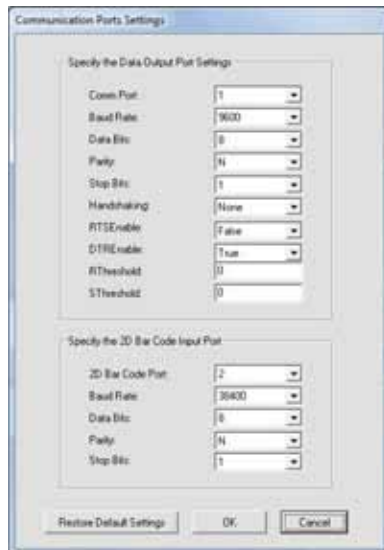 Communication Ports Settings
Specify the Data Output Port Settings
Comm Port: 1
Baud Rate: 9600
Data Bits: 8
Parity: N
Stop Bits: 1
Handshaking: None
RTSEnable: False
DTREnable: True
RThreshold: 0
SThreshold: 0
Specify the 2D Bar Code Input Port
2D Bar Code Port: 2
Baud Rate: 38400
Data Bits: 8
Parity: N
Stop Bits: 1
Restore Default Settings OK Cancel